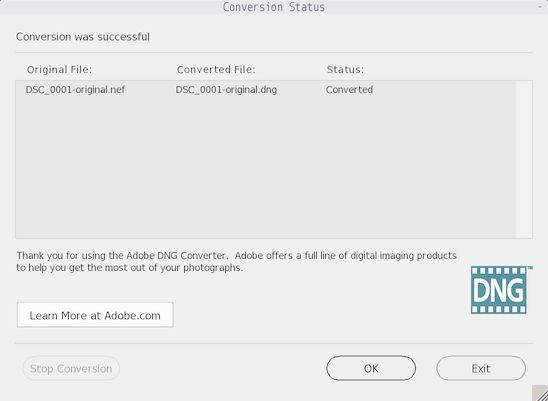 Conversion Status
Conversion was successful
Original File: Converted File: Status:
DSC_0001-original.nef DSC_0001-original.dng Converted
Thank you for using the Adobe DNG Converter.  Adobe offers a full line of digital imaging products
to help you get the most out of your photographs.
DNG
Learn More at Adobe.com
Stop Conversion OK Exit